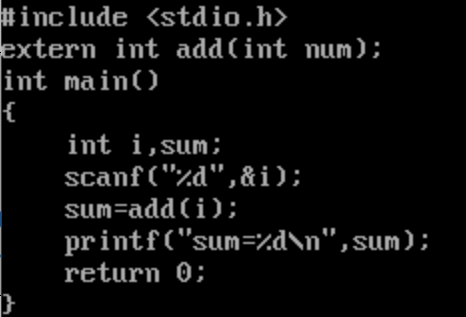 #include <stdio.h>
extern int add(int num);
int main()
{
    int i,sum;
    scanf("%d",&i);
    sum=add(i);
    printf("sum=%d\n",sum);
    return 0;
}